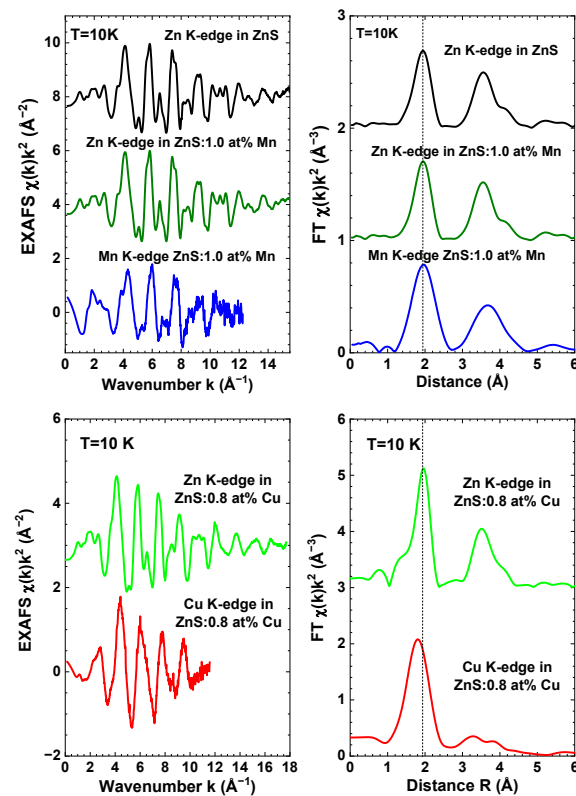 T=10K
Zn K-edge in ZnS
Zn K-edge in ZnS:1.0 at% Mn
Mn K-edge ZnS:1.0 at% Mn
EXAFS χ(k)k² (Å⁻²)
10
8
6
4
2
0
0 2 4 6 8 10 12 14
Wavenumber k (Å⁻¹)
T=10K
Zn K-edge in ZnS
Zn K-edge in ZnS:1.0 at% Mn
Mn K-edge ZnS:1.0 at% Mn
FT χ(k)k² (Å⁻³)
3
2
1
0
0 1 2 3 4 5 6
Distance (Å)
T=10 K
Zn K-edge in
ZnS:0.8 at% Cu
Cu K-edge in
ZnS:0.8 at% Cu
EXAFS χ(k)k² (Å⁻²)
6
4
2
0
−2
0 2 4 6 8 10 12 14 16 18
Wavenumber k (Å⁻¹)
T=10 K
Zn K-edge in
ZnS:0.8 at% Cu
Cu K-edge in
ZnS:0.8 at% Cu
FT χ(k)k² (Å⁻³)
6
5
4
3
2
1
0
0 1 2 3 4 5 6
Distance R (Å)